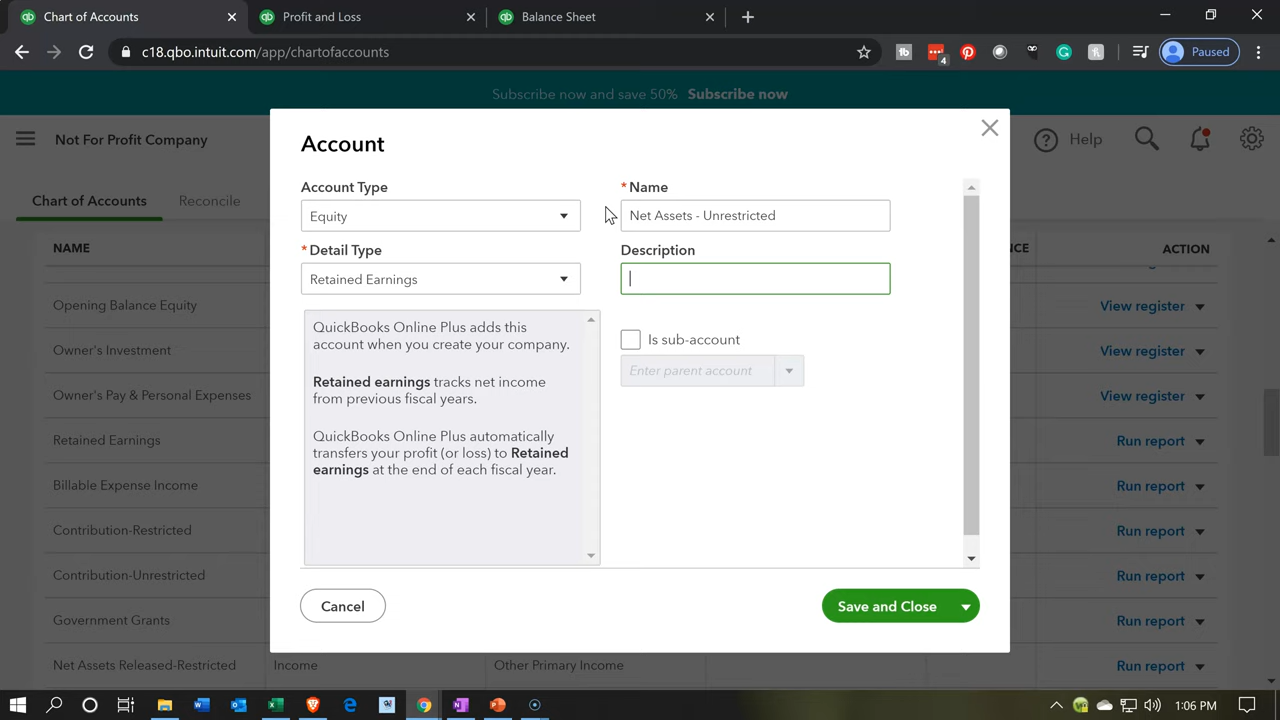 Chart of Accounts
Profit and Loss
Balance Sheet
c18.qbo.intuit.com/app/chartofaccounts
4
Paused
Subscribe now and save 50% Subscribe now
Not For Profit Company
Help
Chart of Accounts
Reconcile
NAME
NCE
ACTION
Opening Balance Equity
View register
Owner's Investment
View register
Owner's Pay & Personal Expenses
View register
Retained Earnings
Run report
Billable Expense Income
Run report
Contribution-Restricted
Run report
Contribution-Unrestricted
Run report
Government Grants
Run report
Net Assets Released-Restricted
Income
Other Primary Income
Run report
Account
Account Type
Equity
* Name
Net Assets - Unrestricted
* Detail Type
Retained Earnings
Description
QuickBooks Online Plus adds this
account when you create your company.
Retained earnings tracks net income
from previous fiscal years.
QuickBooks Online Plus automatically
transfers your profit (or loss) to Retained
earnings at the end of each fiscal year.
Is sub-account
Enter parent account
Cancel
Save and Close
1:06 PM